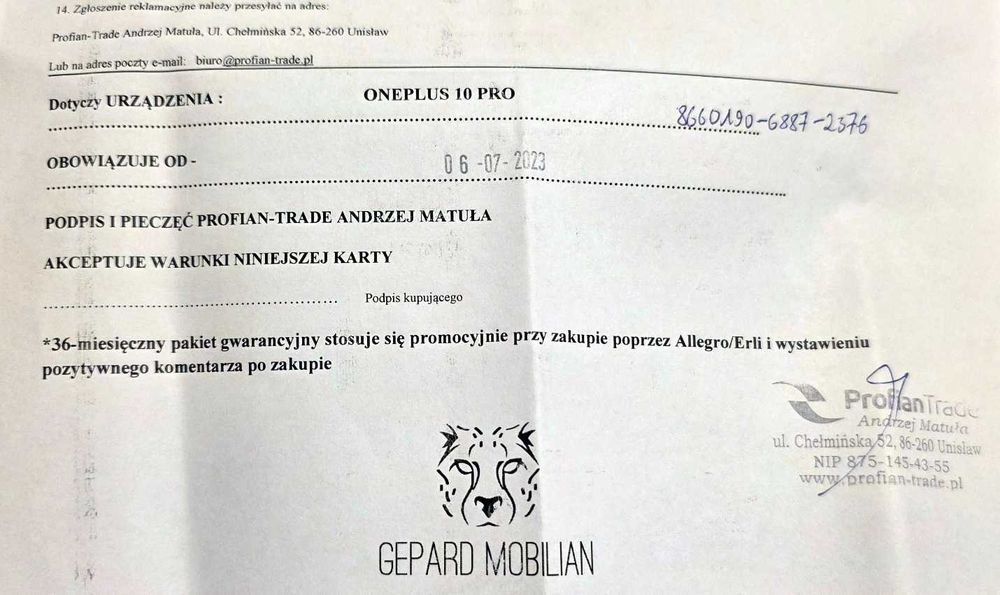 14. Zgłoszenie reklamacyjne należy przesyłać na adres:
Profian-Trade Andrzej Matuła, Ul. Chełmińska 52, 86-260 Unisław
Lub na adres poczty e-mail: biuro@profian-trade.pl
Dotyczy URZĄDZENIA : ONEPLUS 10 PRO
8660190-6887-2376
OBOWIĄZUJE OD - 06-07-2023
PODPIS I PIECZĘĆ PROFIAN-TRADE ANDRZEJ MATUŁA
AKCEPTUJE WARUNKI NINIEJSZEJ KARTY
Podpis kupującego
*36-miesięczny pakiet gwarancyjny stosuje się promocyjnie przy zakupie poprzez Allegro/Erli i wystawieniu
pozytywnego komentarza po zakupie
ProfianTrade
Andrzej Matuła
ul. Chełmińska 52, 86-260 Unisław
NIP 875-145-43-55
www.profian-trade.pl
GEPARD MOBILIAN